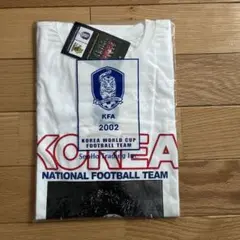 KFA
2002
KOREA WORLD CUP
FOOTBALL TEAM
KOREA
NATIONAL FOOTBALL TEAM